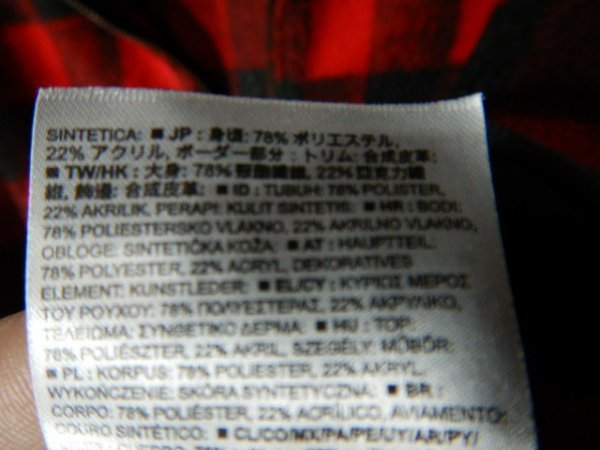 SINTETICA: ■ JP : 身頃: 78% ポリエステル,
22% アクリル, ボーダー部分 : トリム: 合成皮革:
■ TW/HK : 大身: 78% 聚酯纖維, 22% 亞克力纖
維, 飾邊: 合成皮革: ■ ID : TUBUH: 78% POLIESTER,
22% AKRILIK, PERAPI: KULIT SINTETIS: ■ HR : BODI:
78% POLIESTERSKO VLAKNO, 22% AKRILNO VLAKNO,
OBLOGE: SINTETIČKA KOŽA ■ AT : HAUPTTEIL:
78% POLYESTER, 22% ACRYL, DEKORATIVES
ELEMENT: KUNSTLEDER: ■ EL/CY : ΚΥΡΙΟΣ ΜΕΡΟΣ
ΤΟΥ ΡΟΥΧΟΥ: 78% ΠΟΛΥΕΣΤΕΡΑΣ, 22% ΑΚΡΥΛΙΚΟ,
ΤΕΛΕΙΩΜΑ: ΣΥΝΘΕΤΙΚΟ ΔΕΡΜΑ ■ HU : TOP:
78% POLIÉSZTER, 22% AKRIL, SZEGÉLY: MŰBŐR:
■ PL : KORPUS: 78% POLIESTER, 22% AKRYL,
WYKOŃCZENIE, SKÓRA SYNTETYCZNA: ■ BR :
CORPO: 78% POLIÉSTER, 22% ACRÍLICO, AVIAMENTO:
COURO SINTÉTICO: ■ CL/CO/MX/PA/PE/UY/AR/PY/